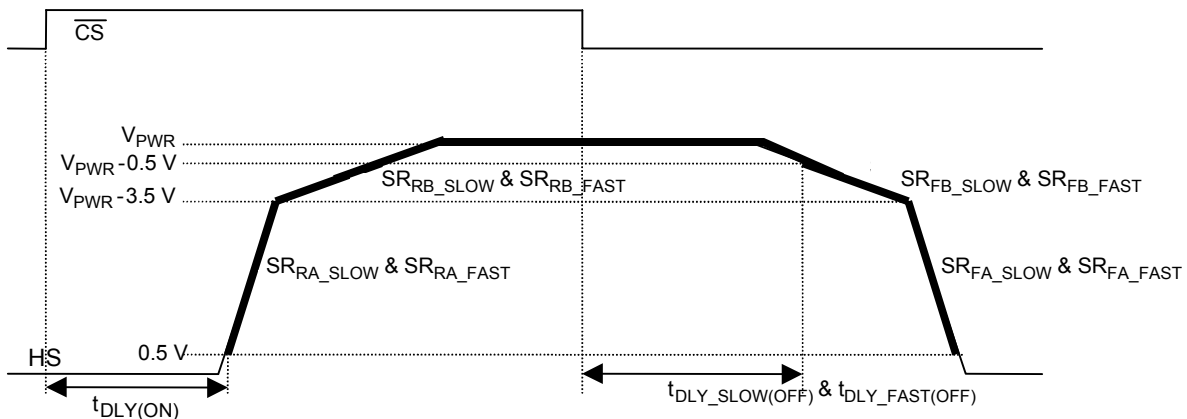 CS
VPWR
VPWR -0.5 V
SRRB_SLOW & SRRB_FAST
SRFB_SLOW & SRFB_FAST
VPWR -3.5 V
SRRA_SLOW & SRRA_FAST
SRFA_SLOW & SRFA_FAST
HS
0.5 V
tDLY(ON)
tDLY_SLOW(OFF) & tDLY_FAST(OFF)